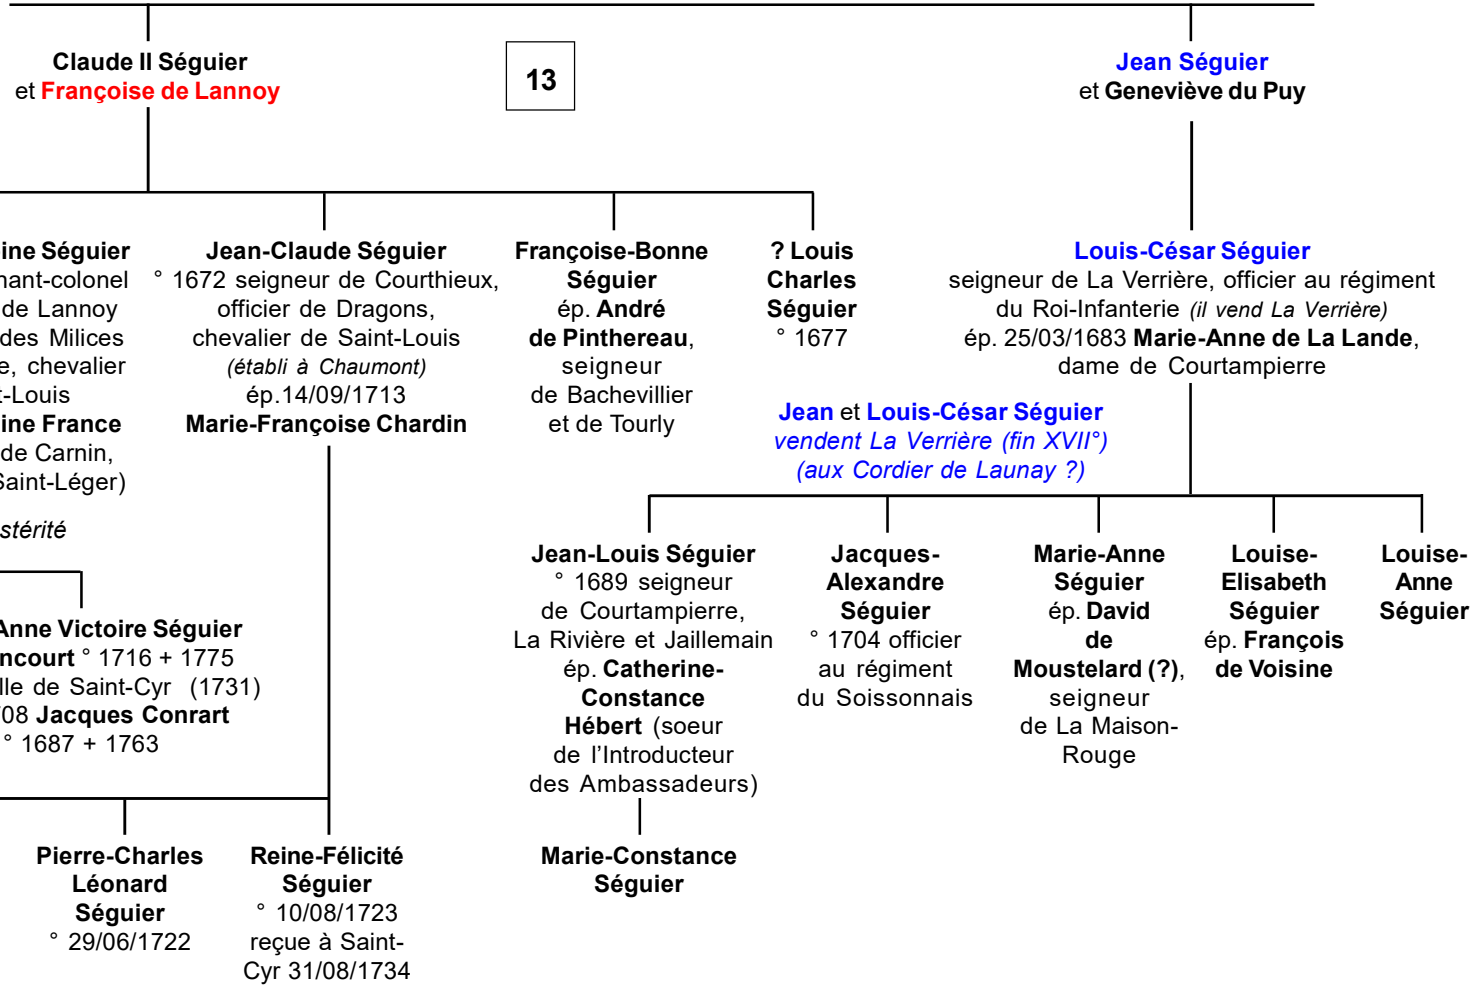 Claude II Séguier
et Françoise de Lannoy
13
Jean Séguier
et Geneviève du Puy
ine Séguier
nant-colonel
de Lannoy
des Milices
e, chevalier
t-Louis
ine France
de Carnin,
Saint-Léger)
stérité
Jean-Claude Séguier
° 1672 seigneur de Courthieux,
officier de Dragons,
chevalier de Saint-Louis
(établi à Chaumont)
ép.14/09/1713
Marie-Françoise Chardin
Françoise-Bonne
Séguier
ép. André
de Pinthereau,
seigneur
de Bachevillier
et de Tourly
? Louis
Charles
Séguier
° 1677
Louis-César Séguier
seigneur de La Verrière, officier au régiment
du Roi-Infanterie (il vend La Verrière)
ép. 25/03/1683 Marie-Anne de La Lande,
dame de Courtampierre
Jean et Louis-César Séguier
vendent La Verrière (fin XVII°)
(aux Cordier de Launay ?)
Anne Victoire Séguier
ncourt ° 1716 + 1775
lle de Saint-Cyr (1731)
/08 Jacques Conrart
° 1687 + 1763
Jean-Louis Séguier
° 1689 seigneur
de Courtampierre,
La Rivière et Jaillemain
ép. Catherine-
Constance
Hébert (soeur
de l'Introducteur
des Ambassadeurs)
Jacques-
Alexandre
Séguier
° 1704 officier
au régiment
du Soissonnais
Marie-Anne
Séguier
ép. David
de
Moustelard (?),
seigneur
de La Maison-
Rouge
Louise-
Elisabeth
Séguier
ép. François
de Voisine
Louise-
Anne
Séguier
Pierre-Charles
Léonard
Séguier
° 29/06/1722
Reine-Félicité
Séguier
° 10/08/1723
reçue à Saint-
Cyr 31/08/1734
Marie-Constance
Séguier